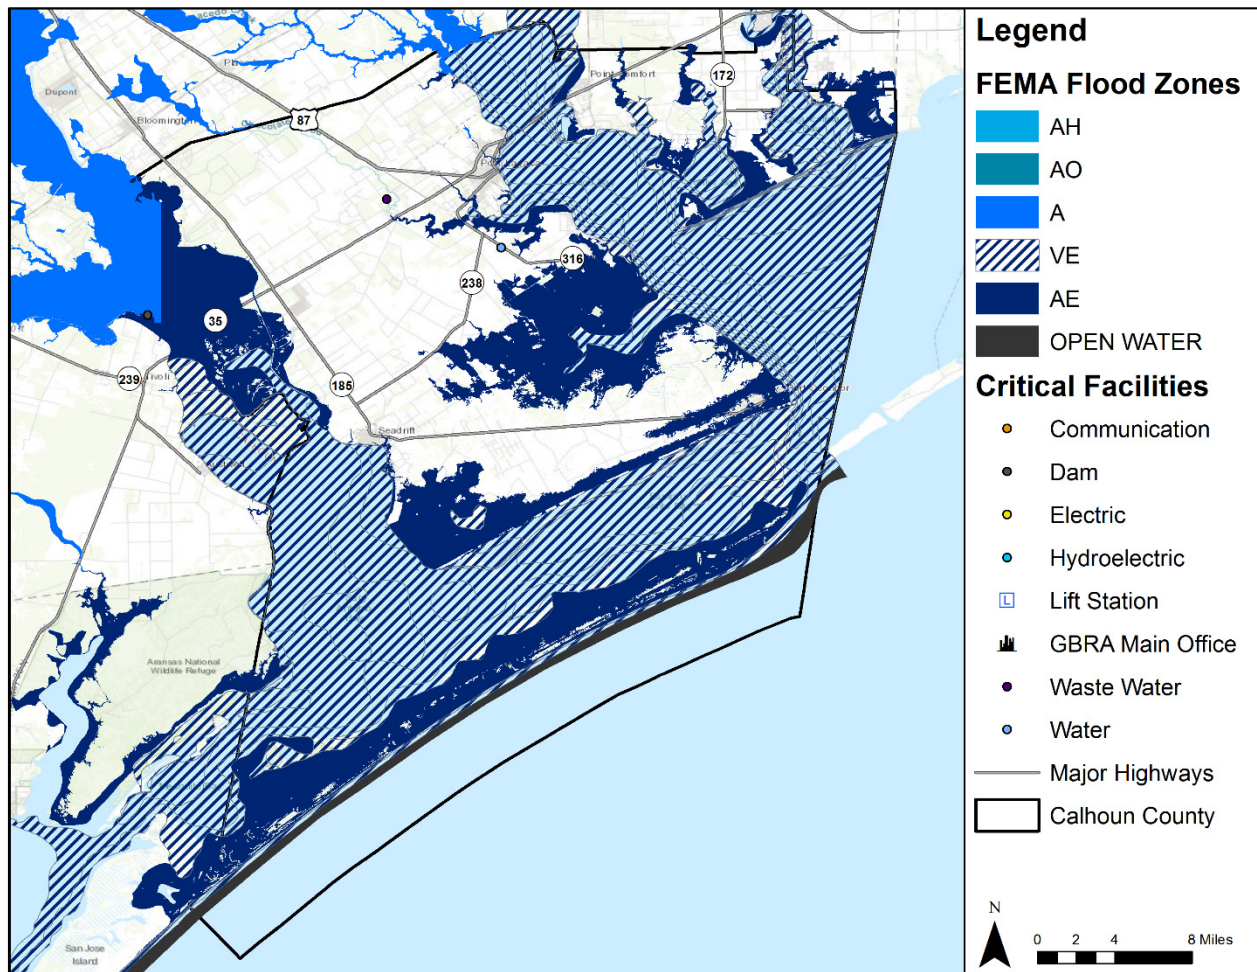 Dupont
Bloomington
87
Point Comfort
172
316
238
35
239
Tivoli
185
Seadrift
Aransas National
Wildlife Refuge
San Jose
Island
Legend
FEMA Flood Zones
AH
AO
A
VE
AE
OPEN WATER
Critical Facilities
Communication
Dam
Electric
Hydroelectric
L Lift Station
GBRA Main Office
Waste Water
Water
Major Highways
Calhoun County
N
0 2 4 8 Miles